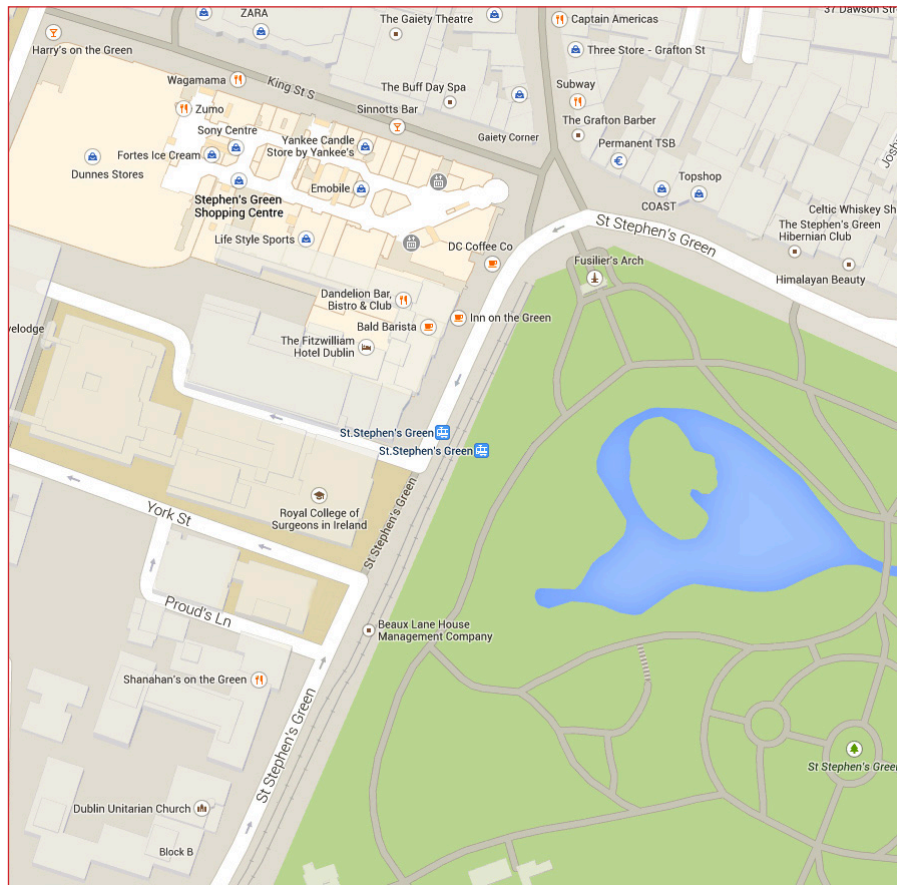 ZARA
The Gaiety Theatre
Captain Americas
37 Dawson Str
Harry's on the Green
Three Store - Grafton St
Wagamama
King St S
The Buff Day Spa
Subway
Zumo
Sinnotts Bar
The Grafton Barber
Sony Centre
Gaiety Corner
Yankee Candle
Store by Yankee's
Permanent TSB
Fortes Ice Cream
Joshu
Dunnes Stores
Topshop
Emobile
Stephen's Green
Shopping Centre
COAST
Celtic Whiskey Sh
St Stephen's Green
The Stephen's Green
Hibernian Club
Life Style Sports
DC Coffee Co
Fusilier's Arch
Himalayan Beauty
Dandelion Bar,
Bistro & Club
Inn on the Green
Bald Barista
velodge
The Fitzwilliam
Hotel Dublin
St.Stephen's Green
St.Stephen's Green
York St
Royal College of
Surgeons in Ireland
St Stephen's Green
Proud's Ln
Beaux Lane House
Management Company
Shanahan's on the Green
St Stephen's Green
St Stephen's Green
Dublin Unitarian Church
Block B